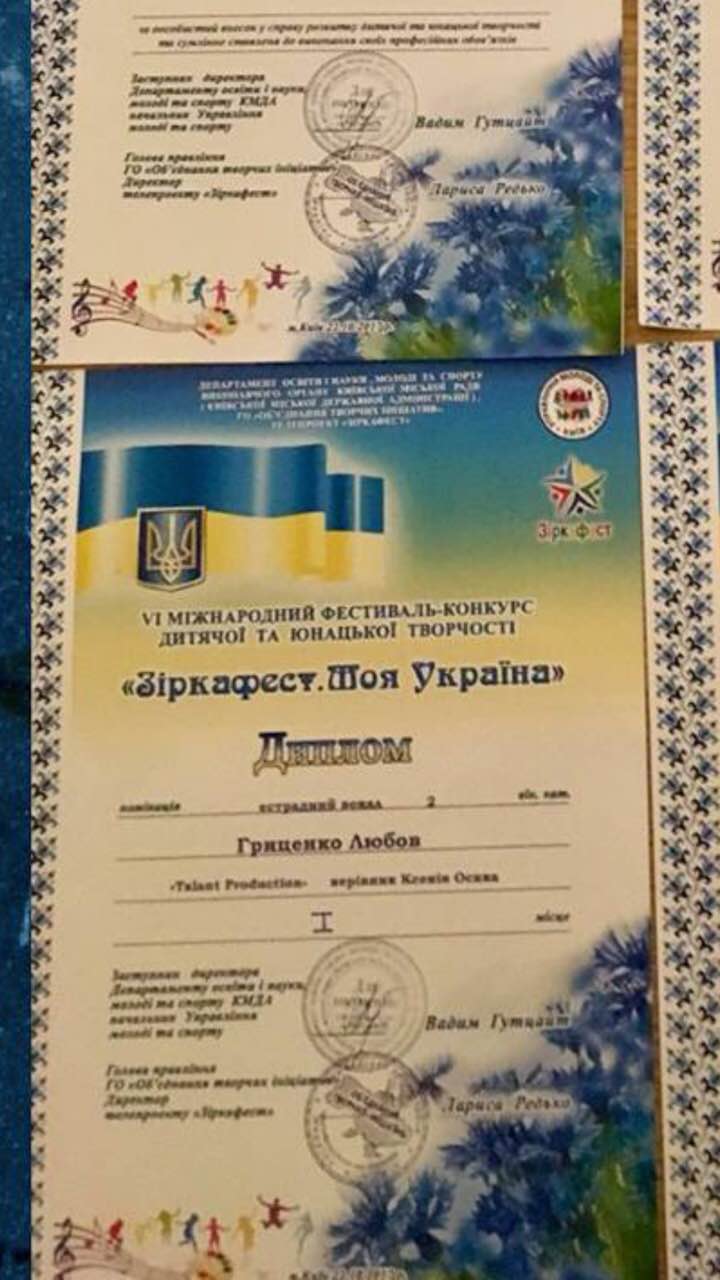 за особистий внесок у справу розвитку дитячої та юнацької творчості
та сумлінне ставлення до виконання своїх професійних обов'язків
Заступник директора
Департаменту освіти і науки,
молоді та спорту КМДА
начальник Управління
молоді та спорту
Вадим Гутцайт
Голова правління
ГО «Об'єднання творчих ініціатив»
Директор
телепроекту «Зіркафест»
Лариса Редько
м.Київ
ДЕПАРТАМЕНТ ОСВІТИ І НАУКИ, МОЛОДІ ТА СПОРТУ
ВИКОНАВЧОГО ОРГАНУ КИЇВСЬКОЇ МІСЬКОЇ РАДИ
( КИЇВСЬКОЇ МІСЬКОЇ ДЕРЖАВНОЇ АДМІНІСТРАЦІЇ ),
ГО «ОБ'ЄДНАННЯ ТВОРЧИХ ІНІЦІАТИВ»
ТЕЛЕПРОЕКТ «ЗІРКАФЕСТ»
Зіркафест
VI МІЖНАРОДНИЙ ФЕСТИВАЛЬ-КОНКУРС
ДИТЯЧОЇ ТА ЮНАЦЬКОЇ ТВОРЧОСТІ
«Зіркафест.Моя Україна»
Диплом
номінація естрадний вокал 2 вік. кат.
Гриценко Любов
«Talant Production» керівник Ксенія Осика
I місце
Заступник директора
Департаменту освіти і науки,
молоді та спорту КМДА
начальник Управління
молоді та спорту
Вадим Гутцайт
Голова правління
ГО «Об'єднання творчих ініціатив»
Директор
телепроекту «Зіркафест»
Лариса Редько
м.Київ